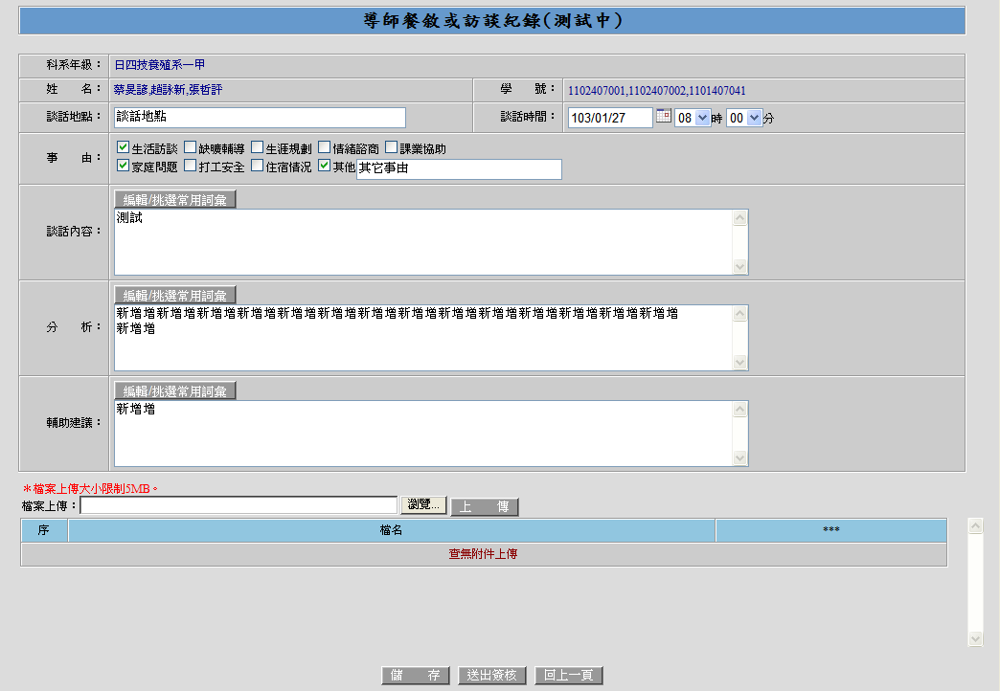 導師餐敘或訪談紀錄(測試中)
科系年級： 日四技養殖系一甲
姓　　名： 蔡旻諺,趙詠新,張哲評 學　　號： 1102407001,1102407002,1101407041
談話地點： 談話地點 談話時間： 103/01/27 08 時 00 分
事　　由： 生活訪談 缺曠輔導 生涯規劃 情緒諮商 課業協助
家庭問題 打工安全 住宿情況 其他 其它事由
編輯/挑選常用詞彙
談話內容： 測試
編輯/挑選常用詞彙
分　　析： 新增增新增增新增增新增增新增增新增增新增增新增增新增增新增增新增增新增增新增增新增增
新增增
編輯/挑選常用詞彙
輔助建議： 新增增
＊檔案上傳大小限制5MB。
檔案上傳： 瀏覽... 上　　傳
序 檔名 ***
查無附件上傳
儲　　存 送出簽核 回上一頁